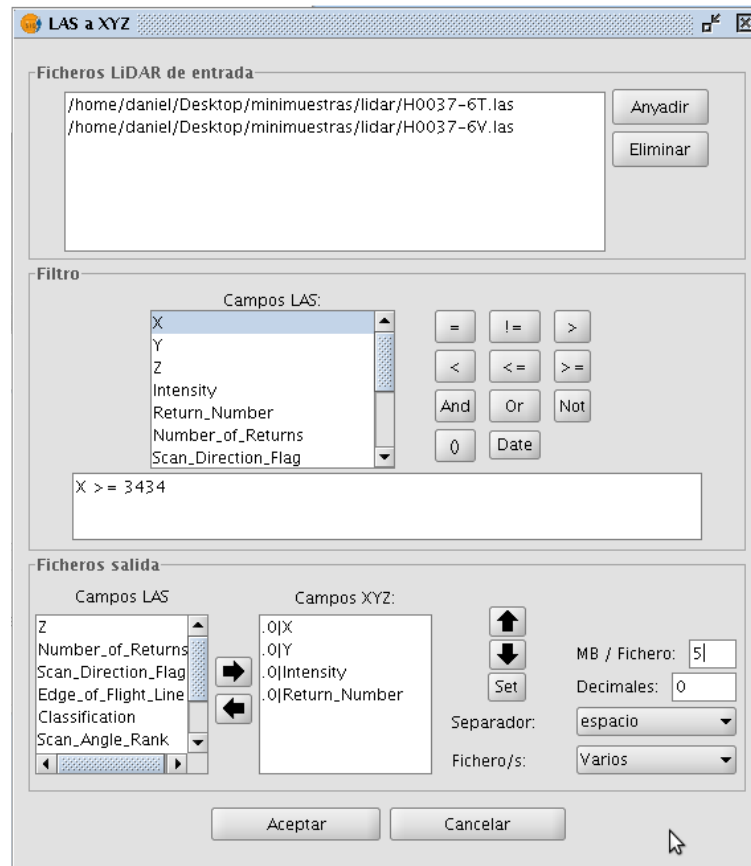 LAS a XYZ
Ficheros LiDAR de entrada
/home/daniel/Desktop/minimuestras/lidar/H0037-6T.las
/home/daniel/Desktop/minimuestras/lidar/H0037-6V.las
Anyadir
Eliminar
Filtro
Campos LAS:
X
Y
Z
Intensity
Return_Number
Number_of_Returns
Scan_Direction_Flag
= != >
< <= >=
And Or Not
() Date
X >= 3434
Ficheros salida
Campos LAS
Z
Number_of_Returns
Scan_Direction_Flag
Edge_of_Flight_Line
Classification
Scan_Angle_Rank
Campos XYZ:
.0|X
.0|Y
.0|Intensity
.0|Return_Number
Set
MB / Fichero: 5
Decimales: 0
Separador: espacio
Fichero/s: Varios
Aceptar Cancelar